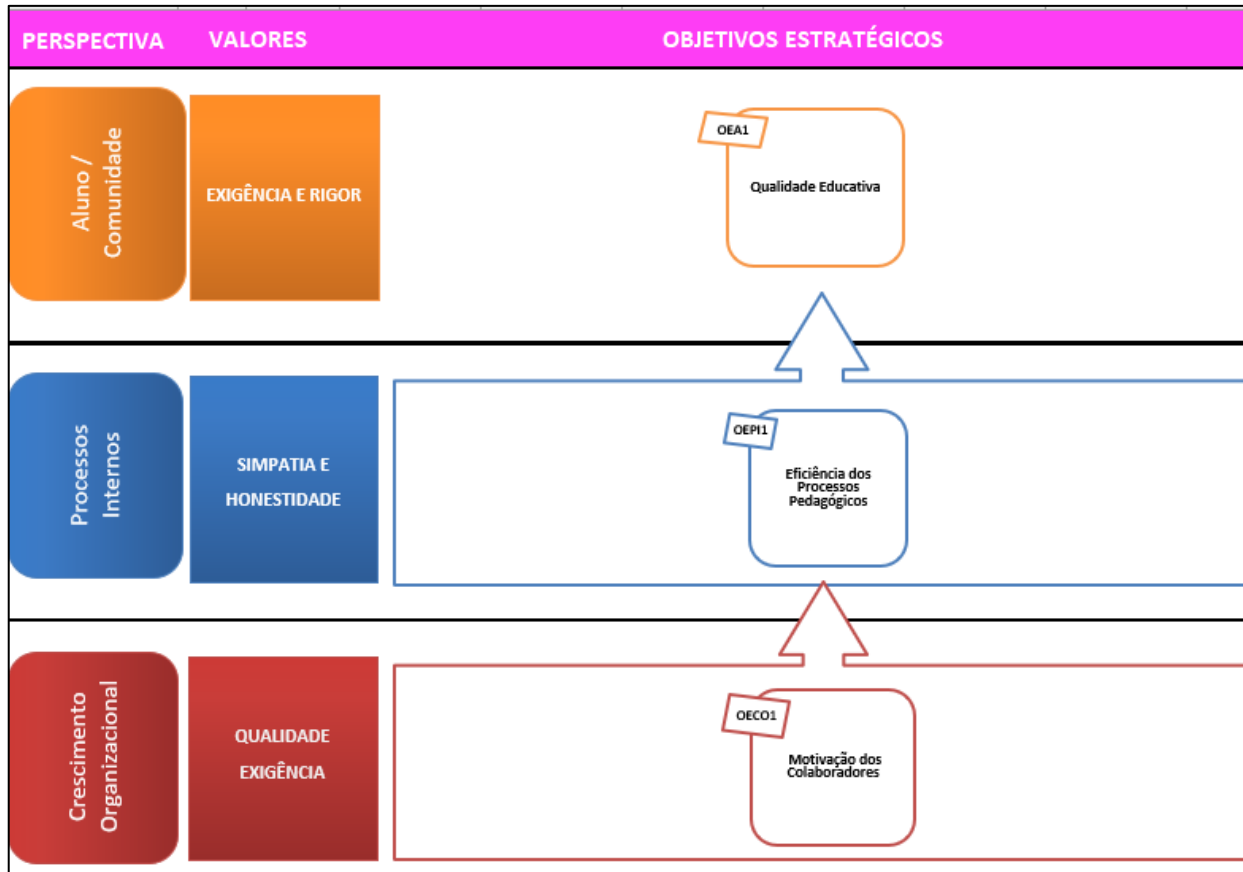 PERSPECTIVA VALORES OBJETIVOS ESTRATÉGICOS
Aluno /
Comunidade
EXIGÊNCIA E RIGOR
OEA1
Qualidade Educativa
Processos
Internos
SIMPATIA E
HONESTIDADE
OEPI1
Eficiência dos
Processos
Pedagógicos
Crescimento
Organizacional
QUALIDADE
EXIGÊNCIA
OECO1
Motivação dos
Colaboradores